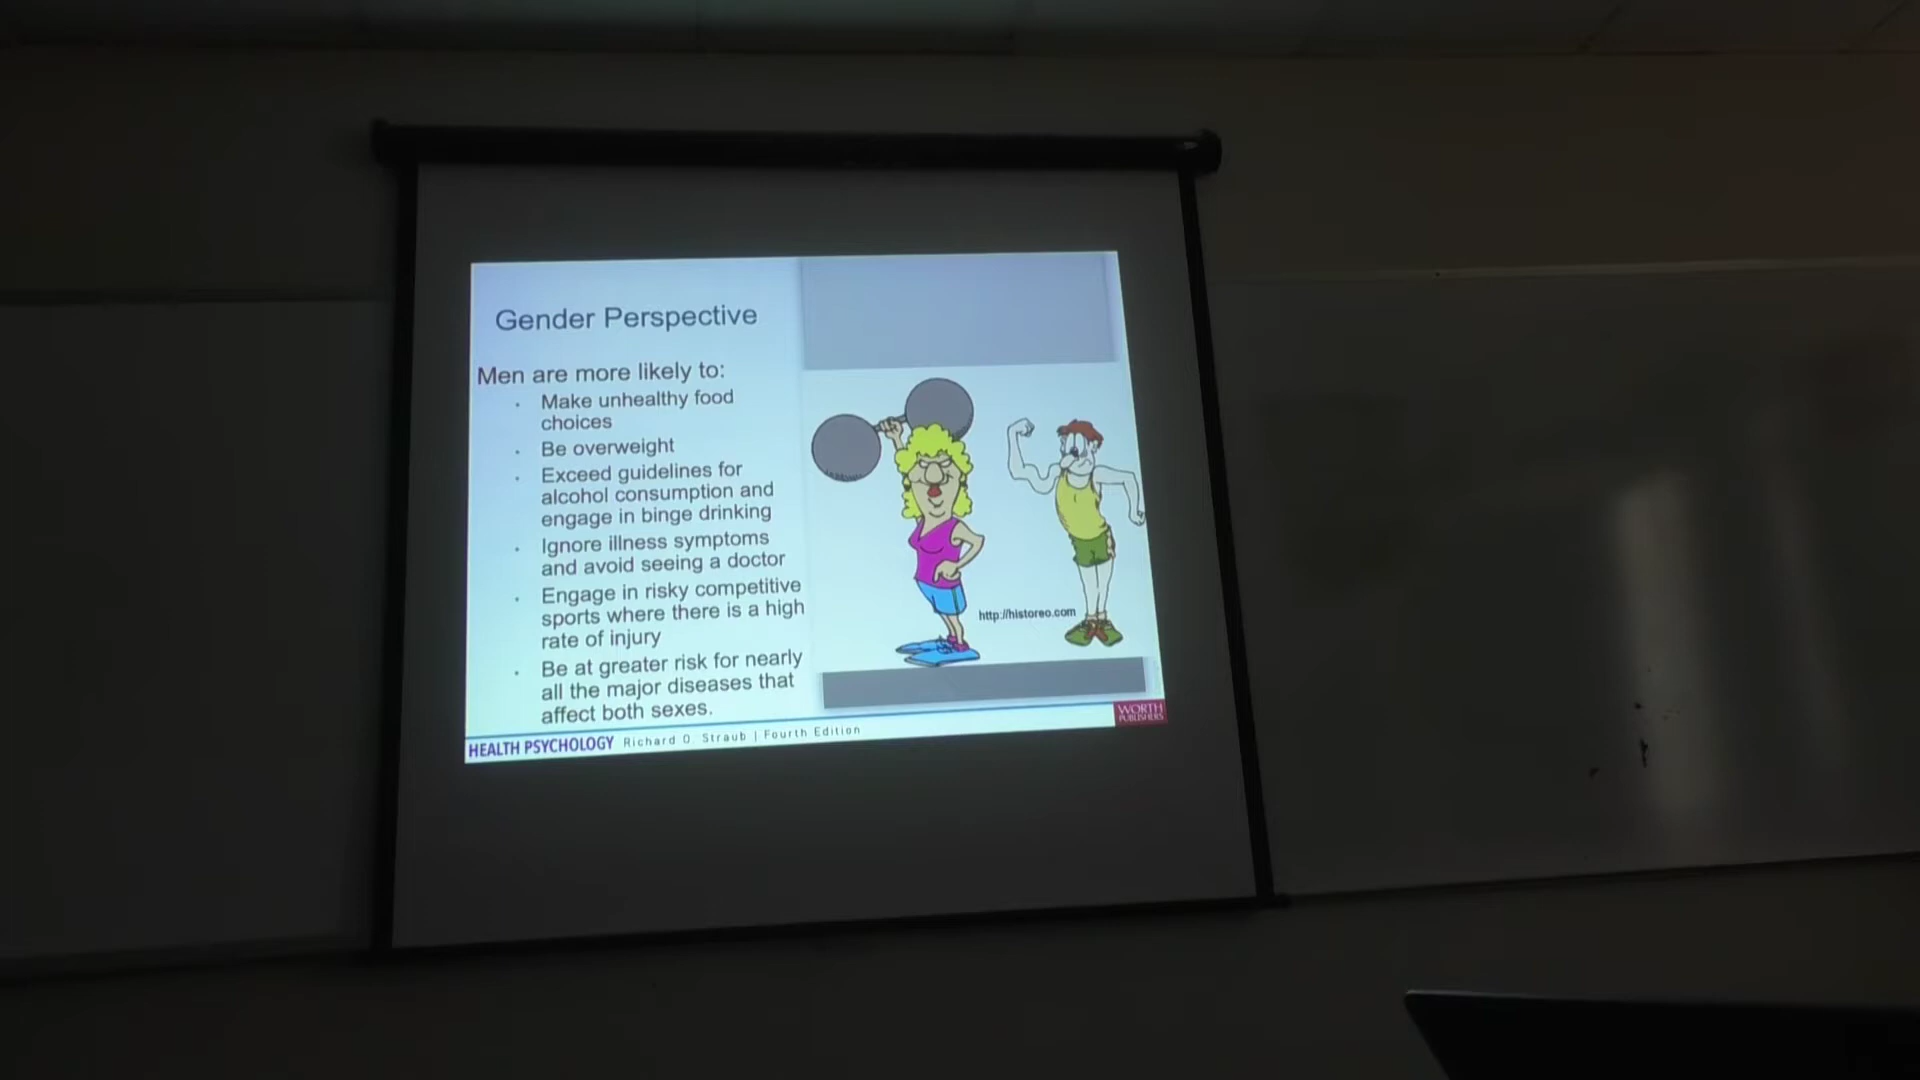 Gender Perspective
Men are more likely to:
· Make unhealthy food
choices
· Be overweight
· Exceed guidelines for
alcohol consumption and
engage in binge drinking
· Ignore illness symptoms
and avoid seeing a doctor
· Engage in risky competitive
sports where there is a high
rate of injury
· Be at greater risk for nearly
all the major diseases that
affect both sexes.
http://historeo.com
HEALTH PSYCHOLOGY Richard O. Straub | Fourth Edition
WORTH
PUBLISHERS